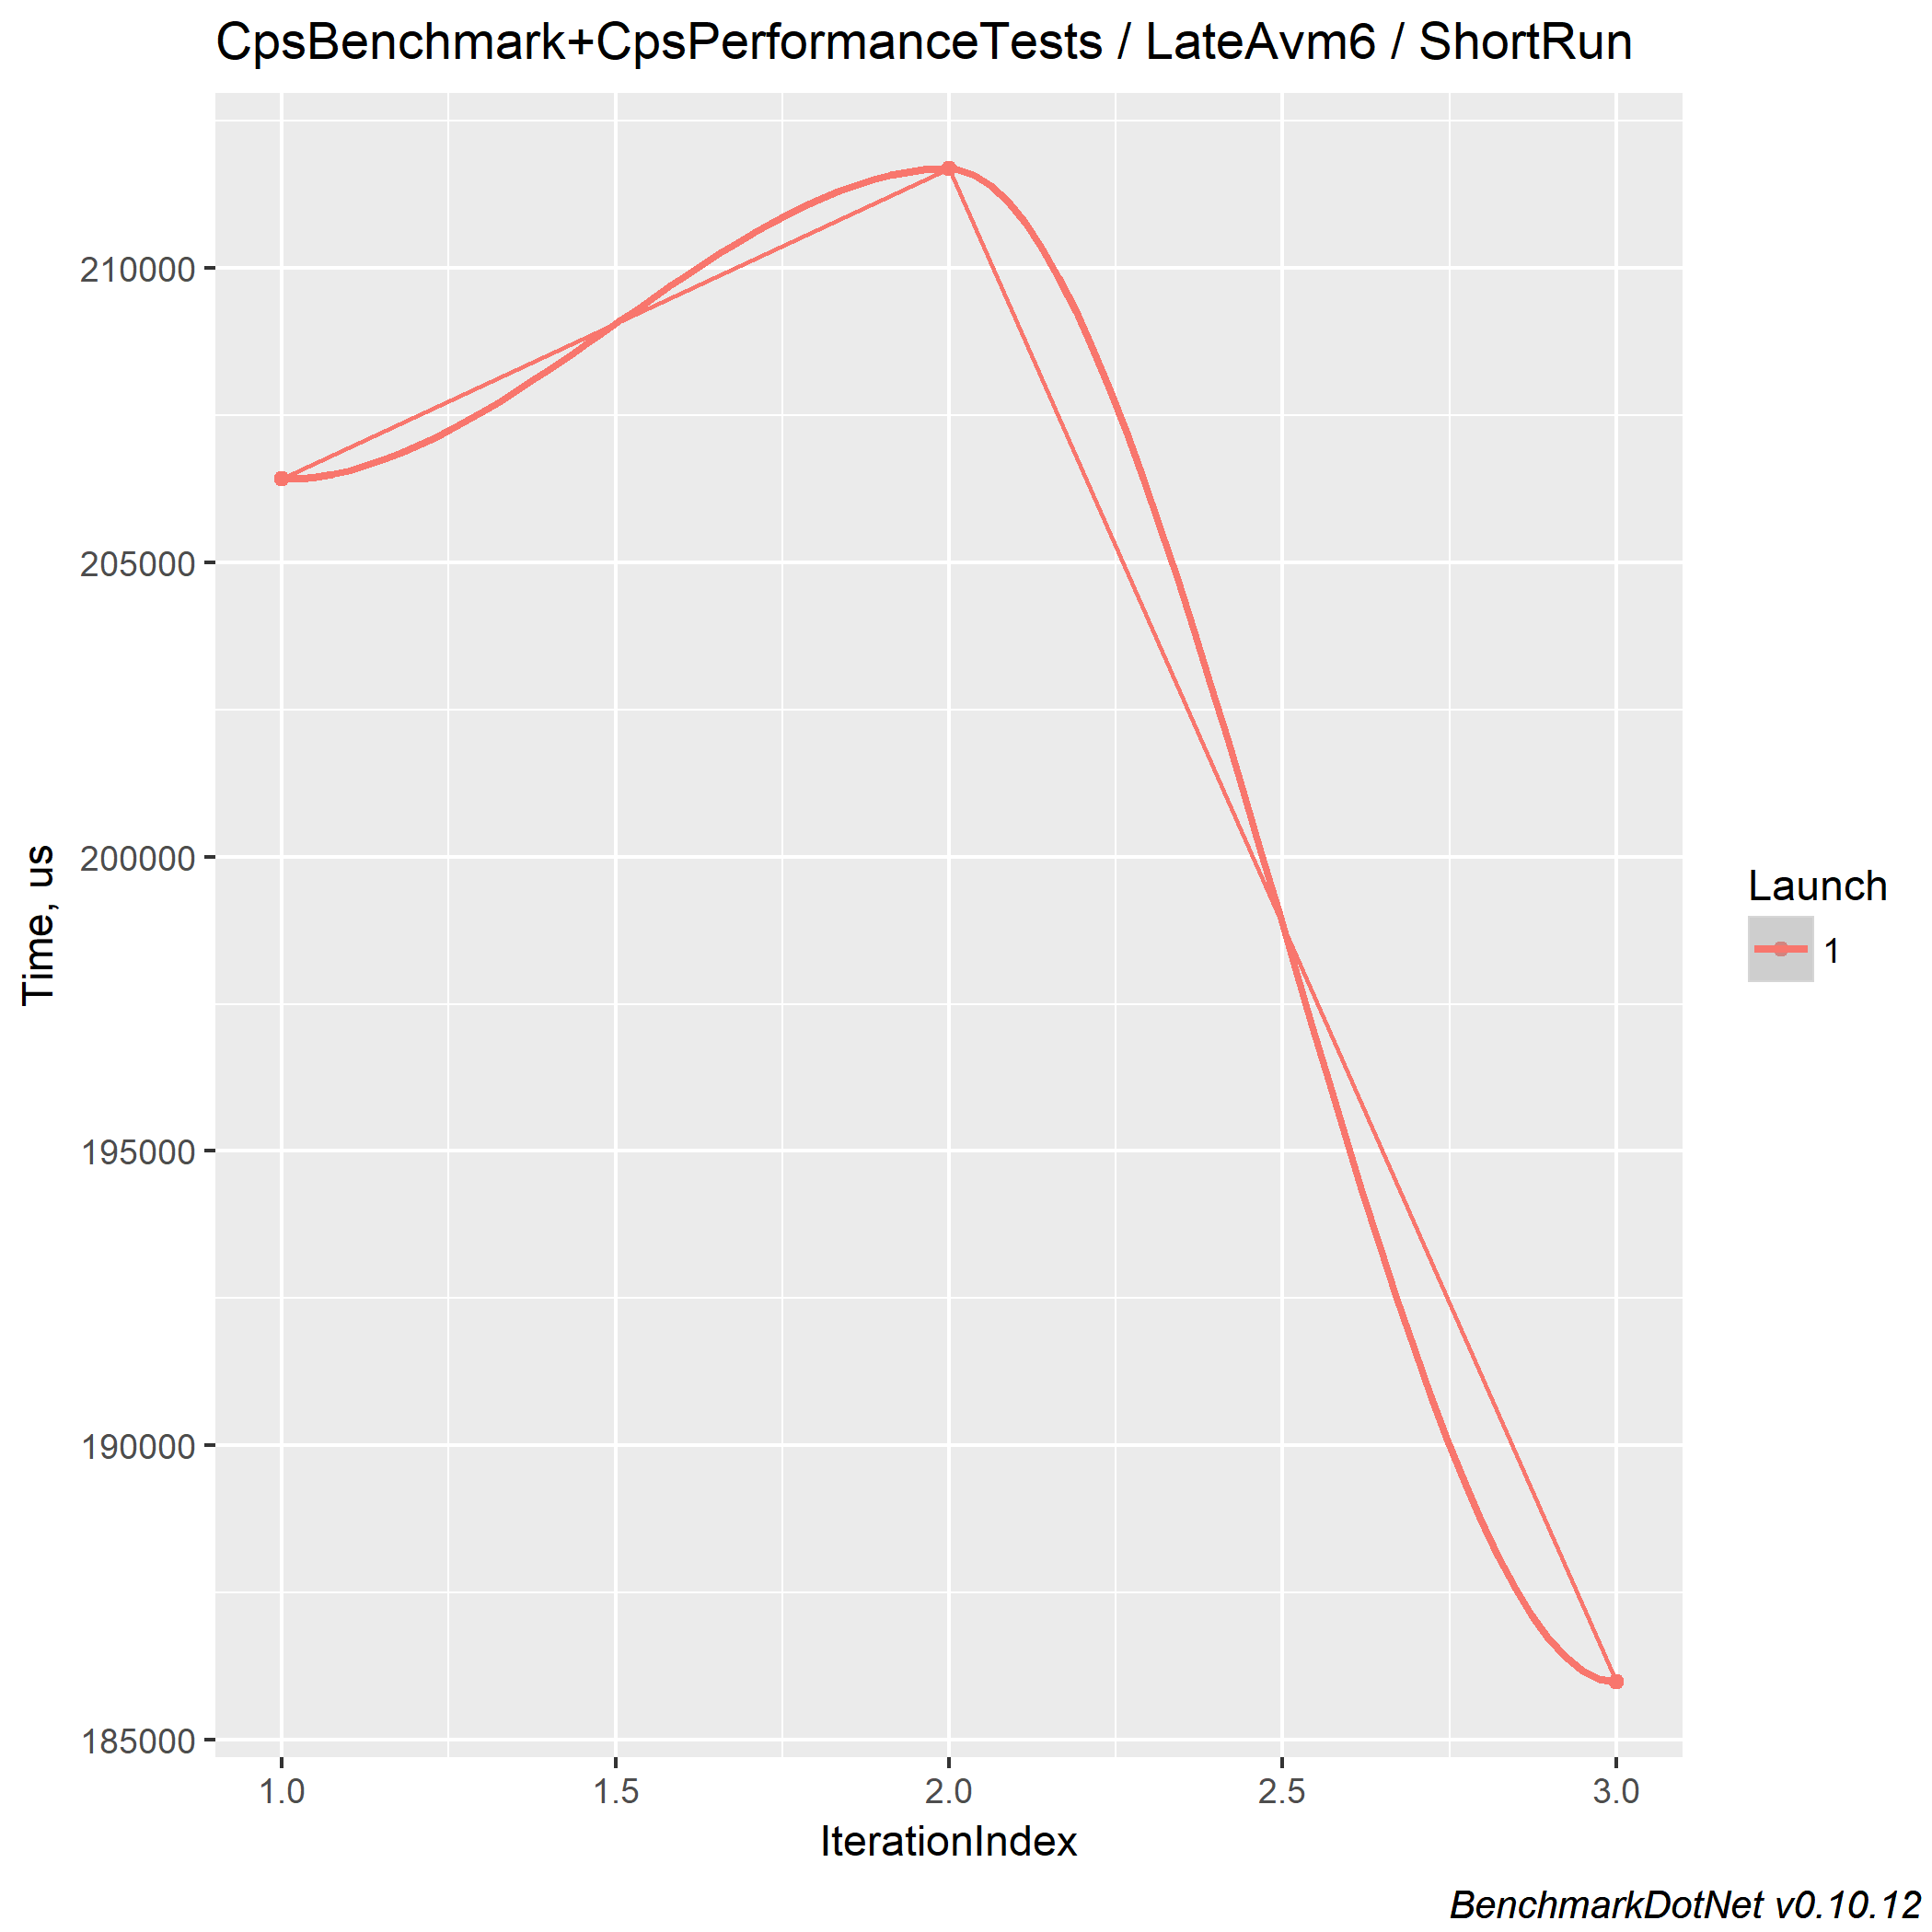 CpsBenchmark+CpsPerformanceTests / LateAvm6 / ShortRun
Time, us
210000
205000
200000
195000
190000
185000
1.0 1.5 2.0 2.5 3.0
IterationIndex
Launch
1
BenchmarkDotNet v0.10.12